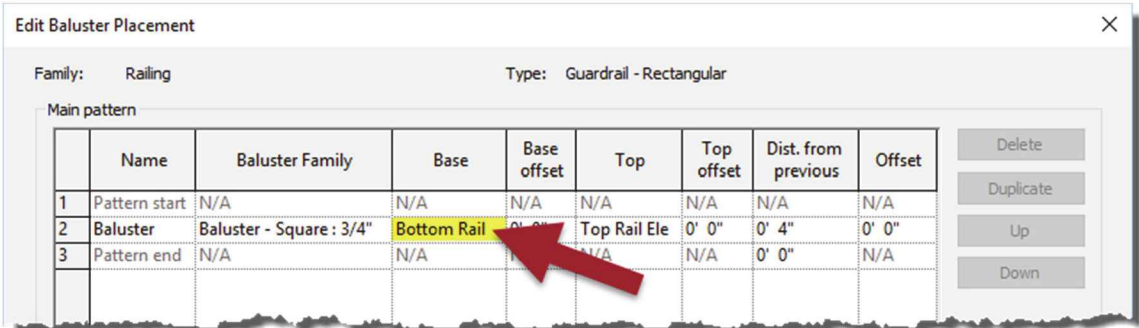 Edit Baluster Placement
Family: Railing Type: Guardrail - Rectangular
Main pattern
Name Baluster Family Base Base offset Top Top offset Dist. from previous Offset
1 Pattern start N/A N/A N/A N/A N/A N/A N/A
2 Baluster Baluster - Square : 3/4" Bottom Rail Top Rail Ele 0' 0" 0' 4" 0' 0"
3 Pattern end N/A N/A N/A N/A 0' 0" N/A
Delete
Duplicate
Up
Down